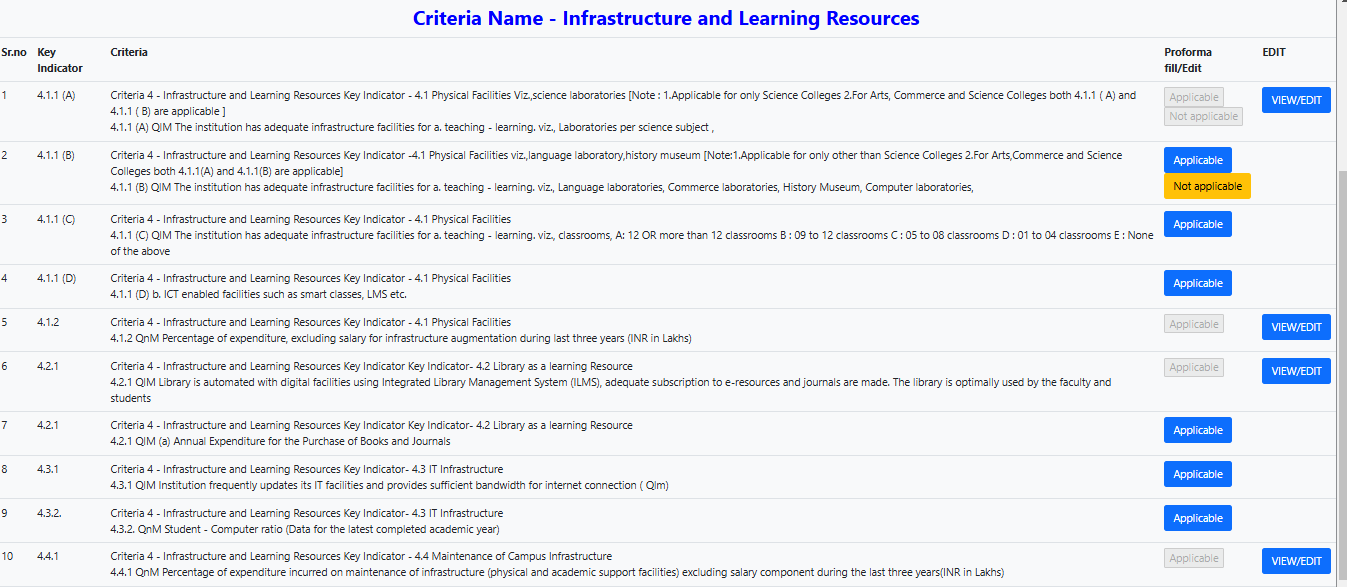 Criteria Name - Infrastructure and Learning Resources
Sr.no Key Indicator Criteria Proforma fill/Edit EDIT
1 4.1.1 (A) Criteria 4 - Infrastructure and Learning Resources Key Indicator - 4.1 Physical Facilities Viz.,science laboratories [Note : 1.Applicable for only Science Colleges 2.For Arts, Commerce and Science Colleges both 4.1.1 ( A) and Applicable VIEW/EDIT
4.1.1 ( B) are applicable ] Not applicable
4.1.1 (A) QlM The institution has adequate infrastructure facilities for a. teaching - learning. viz., Laboratories per science subject ,
2 4.1.1 (B) Criteria 4 - Infrastructure and Learning Resources Key Indicator -4.1 Physical Facilities viz.,language laboratory,history museum [Note:1.Applicable for only other than Science Colleges 2.For Arts,Commerce and Science Applicable
Colleges both 4.1.1(A) and 4.1.1(B) are applicable]
4.1.1 (B) QlM The institution has adequate infrastructure facilities for a. teaching - learning. viz., Language laboratories, Commerce laboratories, History Museum, Computer laboratories, Not applicable
3 4.1.1 (C) Criteria 4 - Infrastructure and Learning Resources Key Indicator - 4.1 Physical Facilities Applicable
4.1.1 (C) QlM The institution has adequate infrastructure facilities for a. teaching - learning. viz., classrooms, A: 12 OR more than 12 classrooms B : 09 to 12 classrooms C : 05 to 08 classrooms D : 01 to 04 classrooms E : None
of the above
4 4.1.1 (D) Criteria 4 - Infrastructure and Learning Resources Key Indicator - 4.1 Physical Facilities Applicable
4.1.1 (D) b. ICT enabled facilities such as smart classes, LMS etc.
5 4.1.2 Criteria 4 - Infrastructure and Learning Resources Key Indicator - 4.1 Physical Facilities Applicable VIEW/EDIT
4.1.2 QnM Percentage of expenditure, excluding salary for infrastructure augmentation during last three years (INR in Lakhs)
6 4.2.1 Criteria 4 - Infrastructure and Learning Resources Key Indicator Key Indicator- 4.2 Library as a learning Resource Applicable VIEW/EDIT
4.2.1 QlM Library is automated with digital facilities using Integrated Library Management System (ILMS), adequate subscription to e-resources and journals are made. The library is optimally used by the faculty and
students
7 4.2.1 Criteria 4 - Infrastructure and Learning Resources Key Indicator Key Indicator- 4.2 Library as a learning Resource Applicable
4.2.1 QlM (a) Annual Expenditure for the Purchase of Books and Journals
8 4.3.1 Criteria 4 - Infrastructure and Learning Resources Key Indicator- 4.3 IT Infrastructure Applicable
4.3.1 QlM Institution frequently updates its IT facilities and provides sufficient bandwidth for internet connection ( Qlm)
9 4.3.2. Criteria 4 - Infrastructure and Learning Resources Key Indicator- 4.3 IT Infrastructure Applicable
4.3.2. QnM Student - Computer ratio (Data for the latest completed academic year)
10 4.4.1 Criteria 4 - Infrastructure and Learning Resources Key Indicator - 4.4 Maintenance of Campus Infrastructure Applicable VIEW/EDIT
4.4.1 QnM Percentage of expenditure incurred on maintenance of infrastructure (physical and academic support facilities) excluding salary component during the last three years(INR in Lakhs)